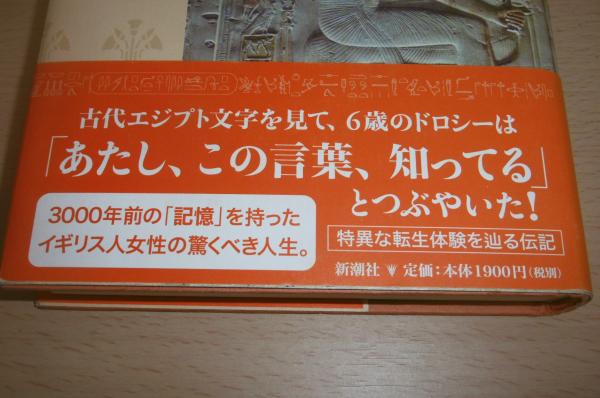 古代エジプト文字を見て、6歳のドロシーは
「あたし、この言葉、知ってる」
とつぶやいた!
3000年前の「記憶」を持った
イギリス人女性の驚くべき人生。
特異な転生体験を辿る伝記
新潮社 定価:本体1900円(税別)